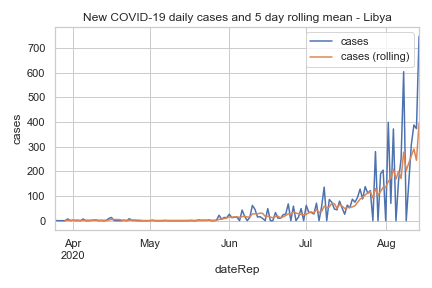 New COVID-19 daily cases and 5 day rolling mean - Libya
cases
cases (rolling)
700
600
500
400
300
200
100
0
cases
Apr
2020
May
Jun
Jul
Aug
dateRep